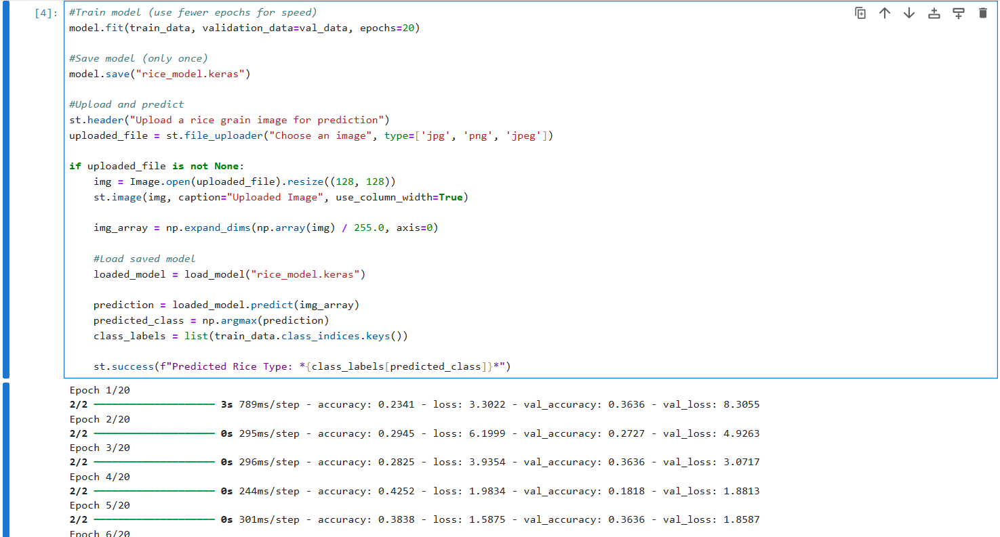 [4]:
#Train model (use fewer epochs for speed)
model.fit(train_data, validation_data=val_data, epochs=20)
#Save model (only once)
model.save("rice_model.keras")
#Upload and predict
st.header("Upload a rice grain image for prediction")
uploaded_file = st.file_uploader("Choose an image", type=['jpg', 'png', 'jpeg'])
if uploaded_file is not None:
    img = Image.open(uploaded_file).resize((128, 128))
    st.image(img, caption="Uploaded Image", use_column_width=True)
    img_array = np.expand_dims(np.array(img) / 255.0, axis=0)
    #Load saved model
    loaded_model = load_model("rice_model.keras")
    prediction = loaded_model.predict(img_array)
    predicted_class = np.argmax(prediction)
    class_labels = list(train_data.class_indices.keys())
    st.success(f"Predicted Rice Type: *{class_labels[predicted_class]}*")
Epoch 1/20
2/2 ━━━━━━━━━━━━━━━━━━━━ 3s 789ms/step - accuracy: 0.2341 - loss: 3.3022 - val_accuracy: 0.3636 - val_loss: 8.3055
Epoch 2/20
2/2 ━━━━━━━━━━━━━━━━━━━━ 0s 295ms/step - accuracy: 0.2945 - loss: 6.1999 - val_accuracy: 0.2727 - val_loss: 4.9263
Epoch 3/20
2/2 ━━━━━━━━━━━━━━━━━━━━ 0s 296ms/step - accuracy: 0.2825 - loss: 3.9354 - val_accuracy: 0.3636 - val_loss: 3.0717
Epoch 4/20
2/2 ━━━━━━━━━━━━━━━━━━━━ 0s 244ms/step - accuracy: 0.4252 - loss: 1.9834 - val_accuracy: 0.1818 - val_loss: 1.8813
Epoch 5/20
2/2 ━━━━━━━━━━━━━━━━━━━━ 0s 301ms/step - accuracy: 0.3838 - loss: 1.5875 - val_accuracy: 0.3636 - val_loss: 1.8587
Epoch 6/20